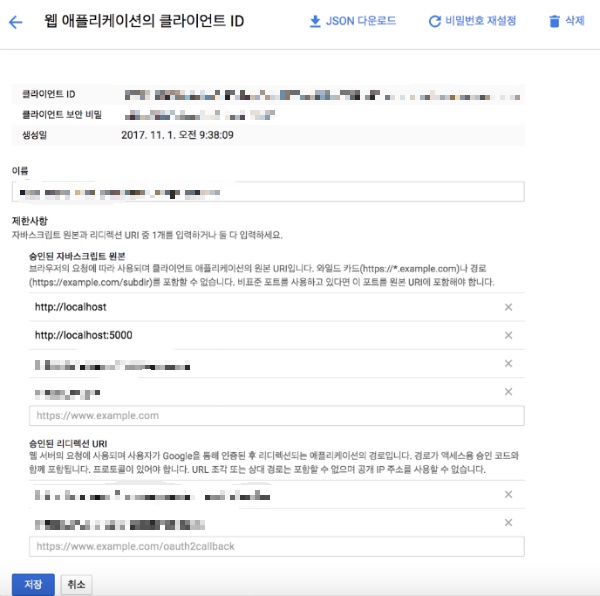 웹 애플리케이션의 클라이언트 ID
JSON 다운로드
비밀번호 재설정
삭제
클라이언트 ID
클라이언트 보안 비밀
생성일 2017. 11. 1. 오전 9:38:09
이름
제한사항
자바스크립트 원본과 리디렉션 URI 중 1개를 입력하거나 둘 다 입력하세요.
승인된 자바스크립트 원본
브라우저의 요청에 따라 사용되며 클라이언트 애플리케이션의 원본 URI입니다. 와일드 카드(https://*.example.com)나 경로
(https://example.com/subdir)를 포함할 수 없습니다. 비표준 포트를 사용하고 있다면 이 포트를 원본 URI에 포함해야 합니다.
http://localhost
http://localhost:5000
https://www.example.com
승인된 리디렉션 URI
웹 서버의 요청에 사용되며 사용자가 Google을 통해 인증된 후 리디렉션되는 애플리케이션의 경로입니다. 경로가 액세스용 승인 코드와
함께 포함됩니다. 프로토콜이 있어야 합니다. URL 조각 또는 상대 경로는 포함할 수 없으며 공개 IP 주소를 사용할 수 없습니다.
https://www.example.com/oauth2callback
저장
취소